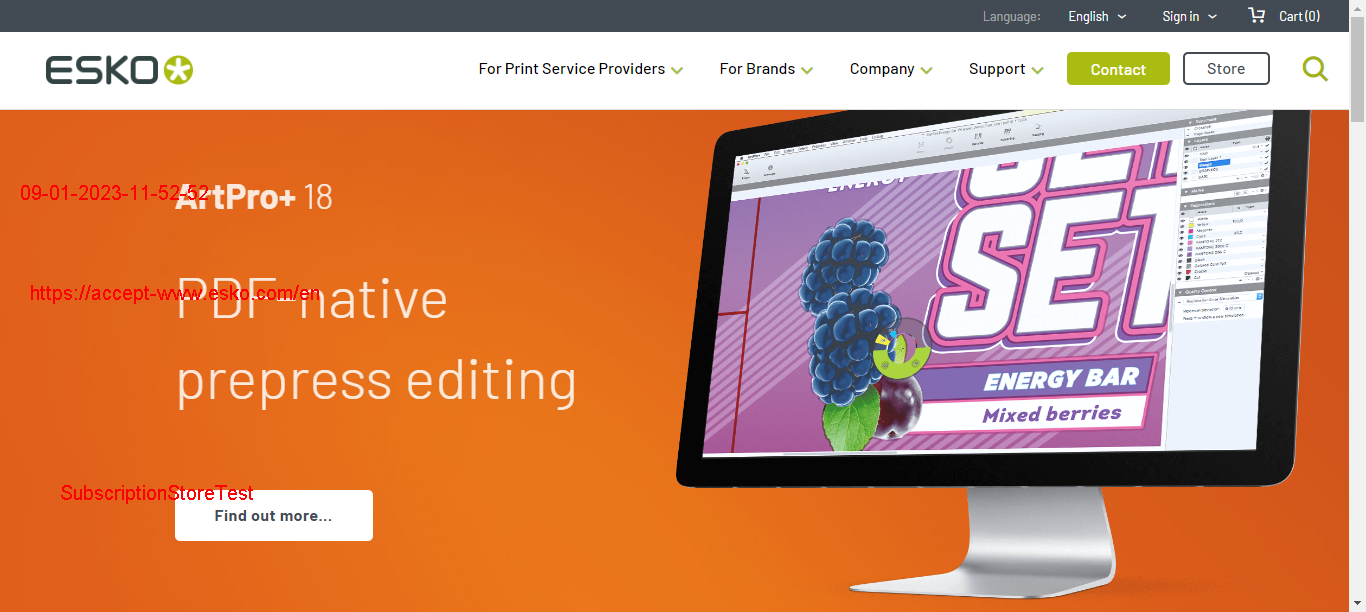 Language: English Sign in Cart (0)
ESKO
For Print Service Providers For Brands Company Support Contact Store
09-01-2023-11-52-52
ArtPro+ 18
https://accept-www.esko.com/en
PDF-native
prepress editing
SubscriptionStoreTest
Find out more...
ENERGY
SET
ENERGY BAR
Mixed berries